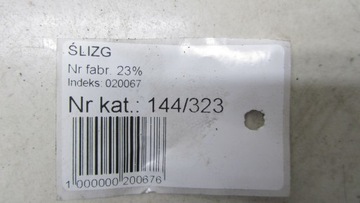 ŚLIZG
Nr fabr. 23%
Indeks: 020067
Nr kat.: 144/323
1 000000 200676